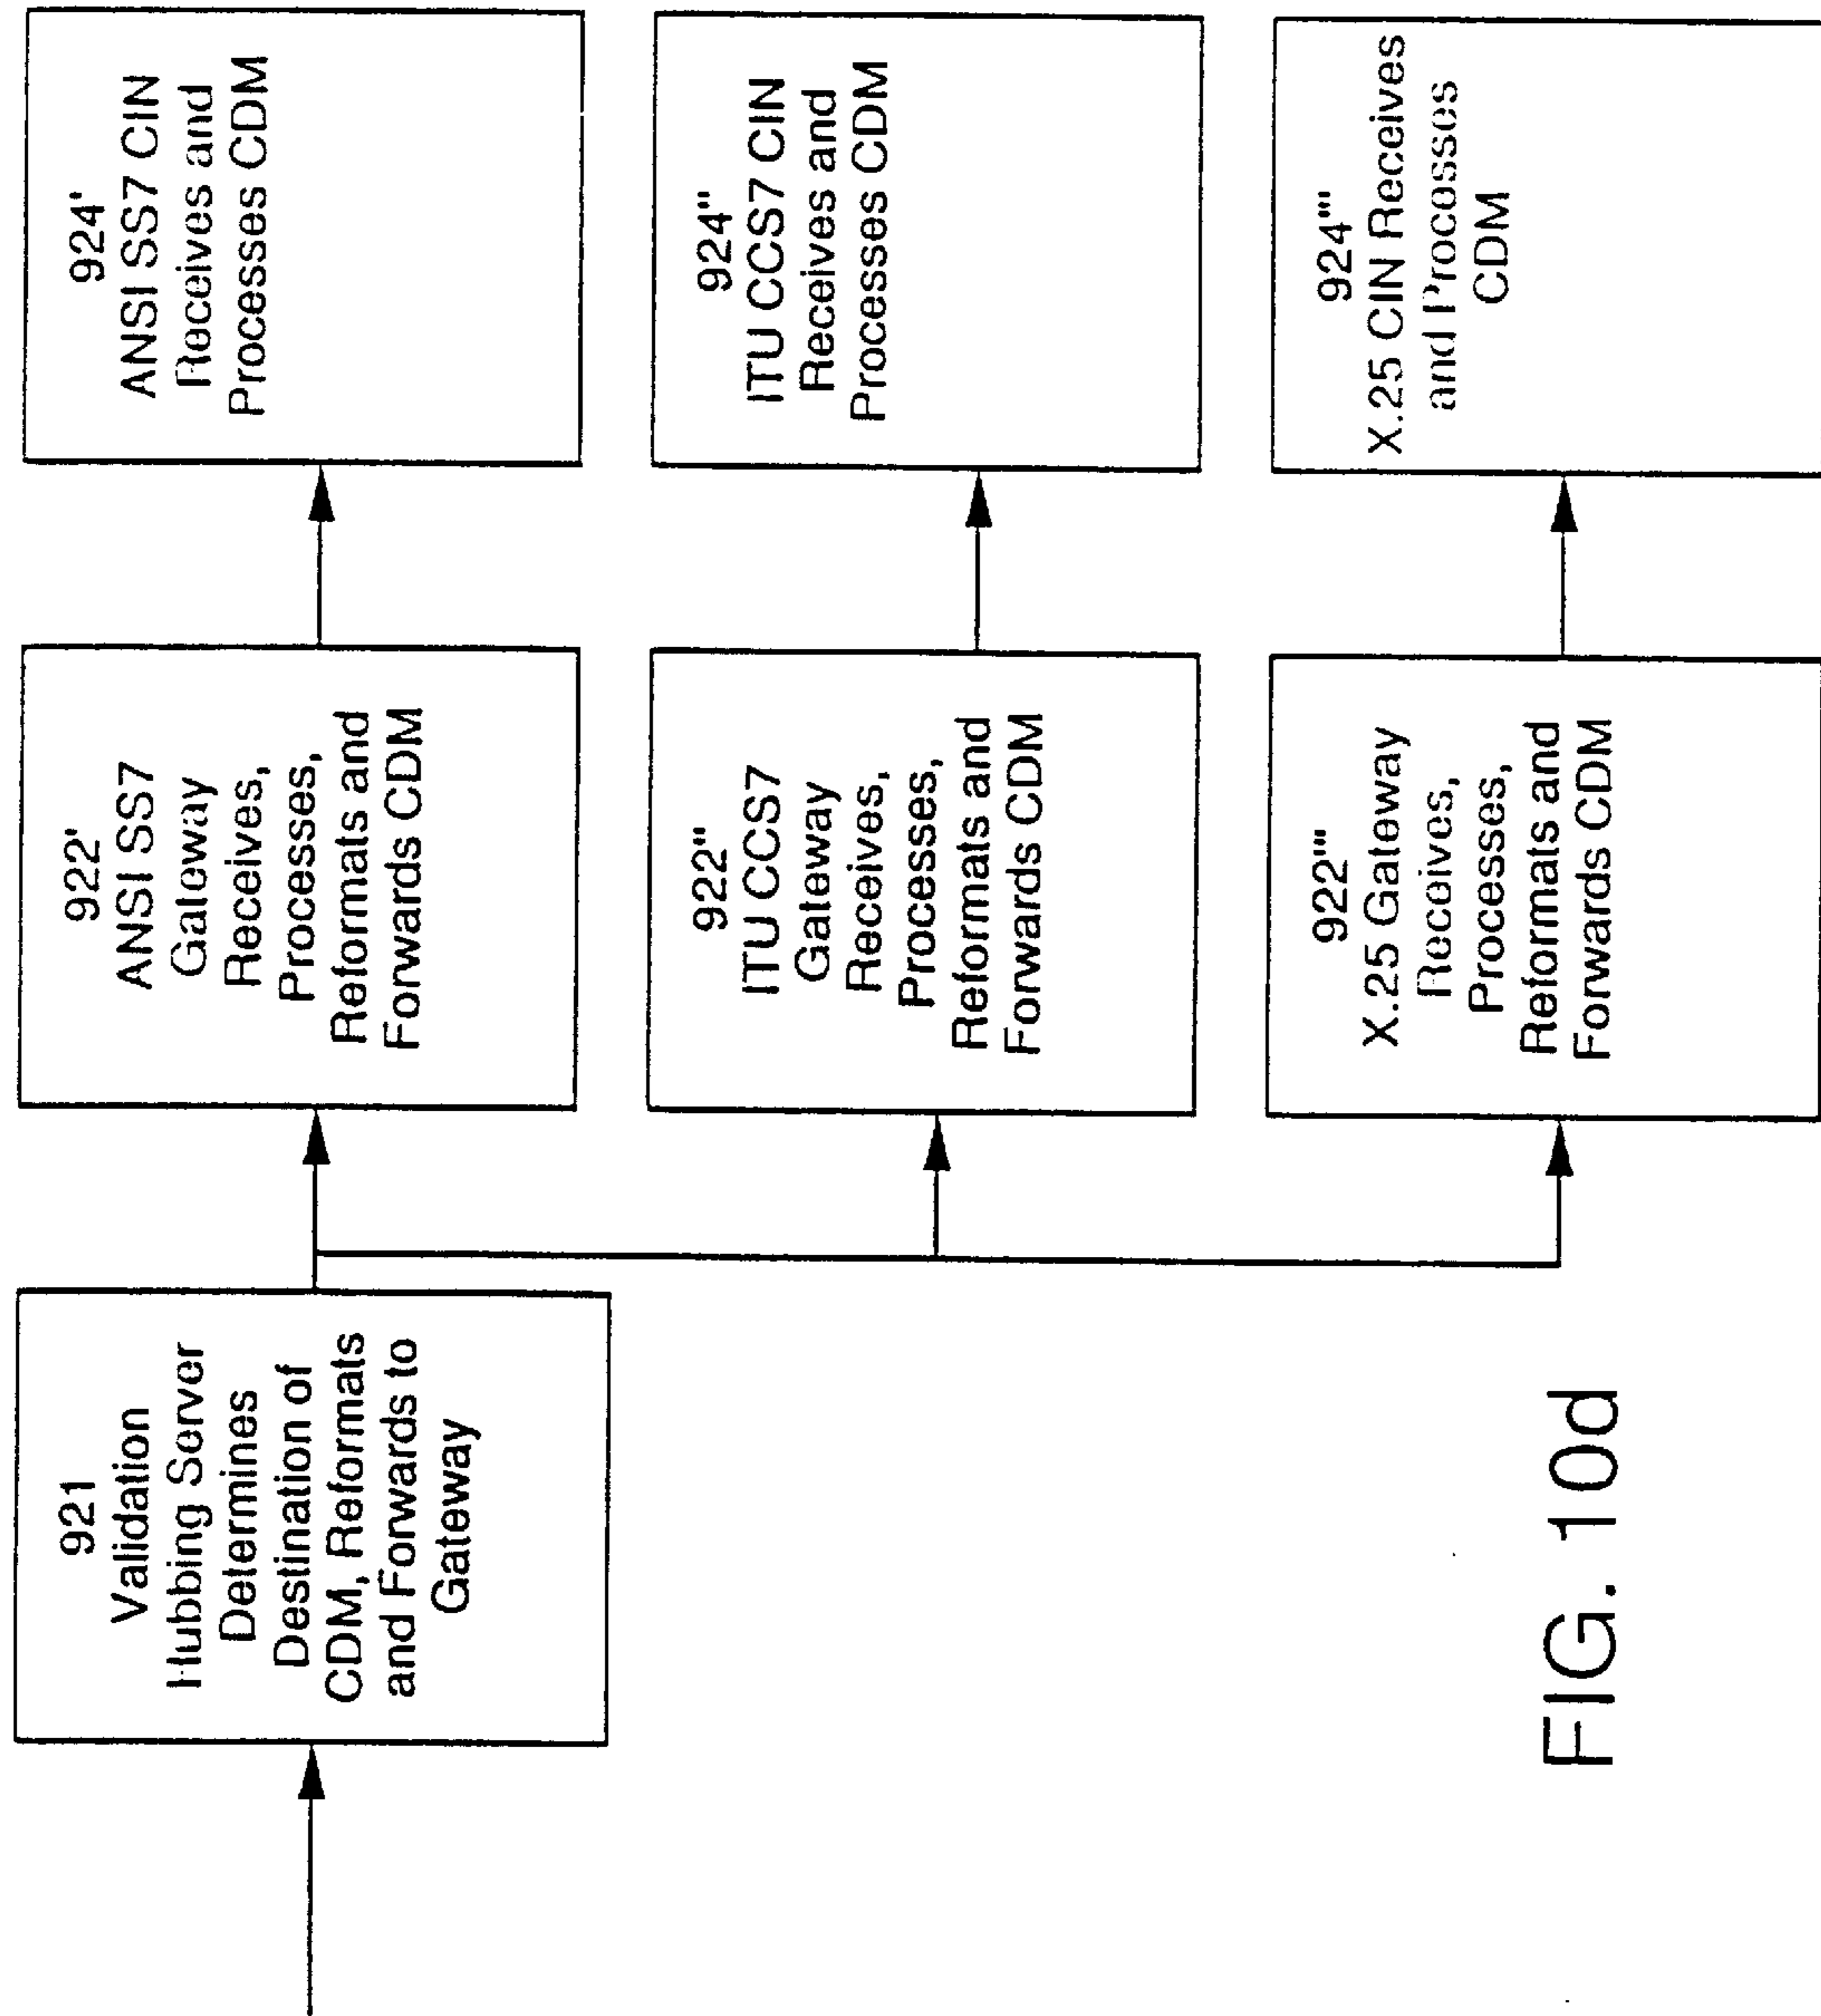 921
Validation
Hubbing Server
Determines
Destination of
CDM, Reformats
and Forwards to
Gateway
922'
ANSI SS7
Gateway
Receives,
Processes,
Reformats and
Forwards CDM
924'
ANSI SS7 CIN
Receives and
Processes CDM
922''
ITU CCS7
Gateway
Receives,
Processes,
Reformats and
Forwards CDM
924''
ITU CCS7 CIN
Receives and
Processes CDM
922'''
X.25 Gateway
Receives,
Processes,
Reformats and
Forwards CDM
924'''
X.25 CIN Receives
and Processes
CDM
FIG. 10d